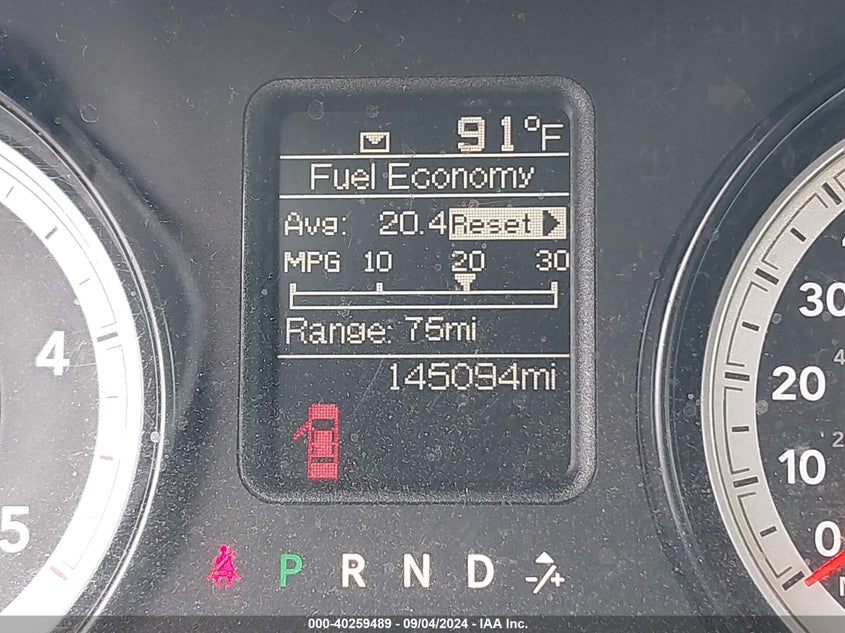 91°F
Fuel Economy
Avg: 20.4 Reset
MPG 10 20 30
Range: 75mi
145094mi
4
5
30
20
10
0
P R N D
000-40259489 - 09/04/2024 - IAA Inc.